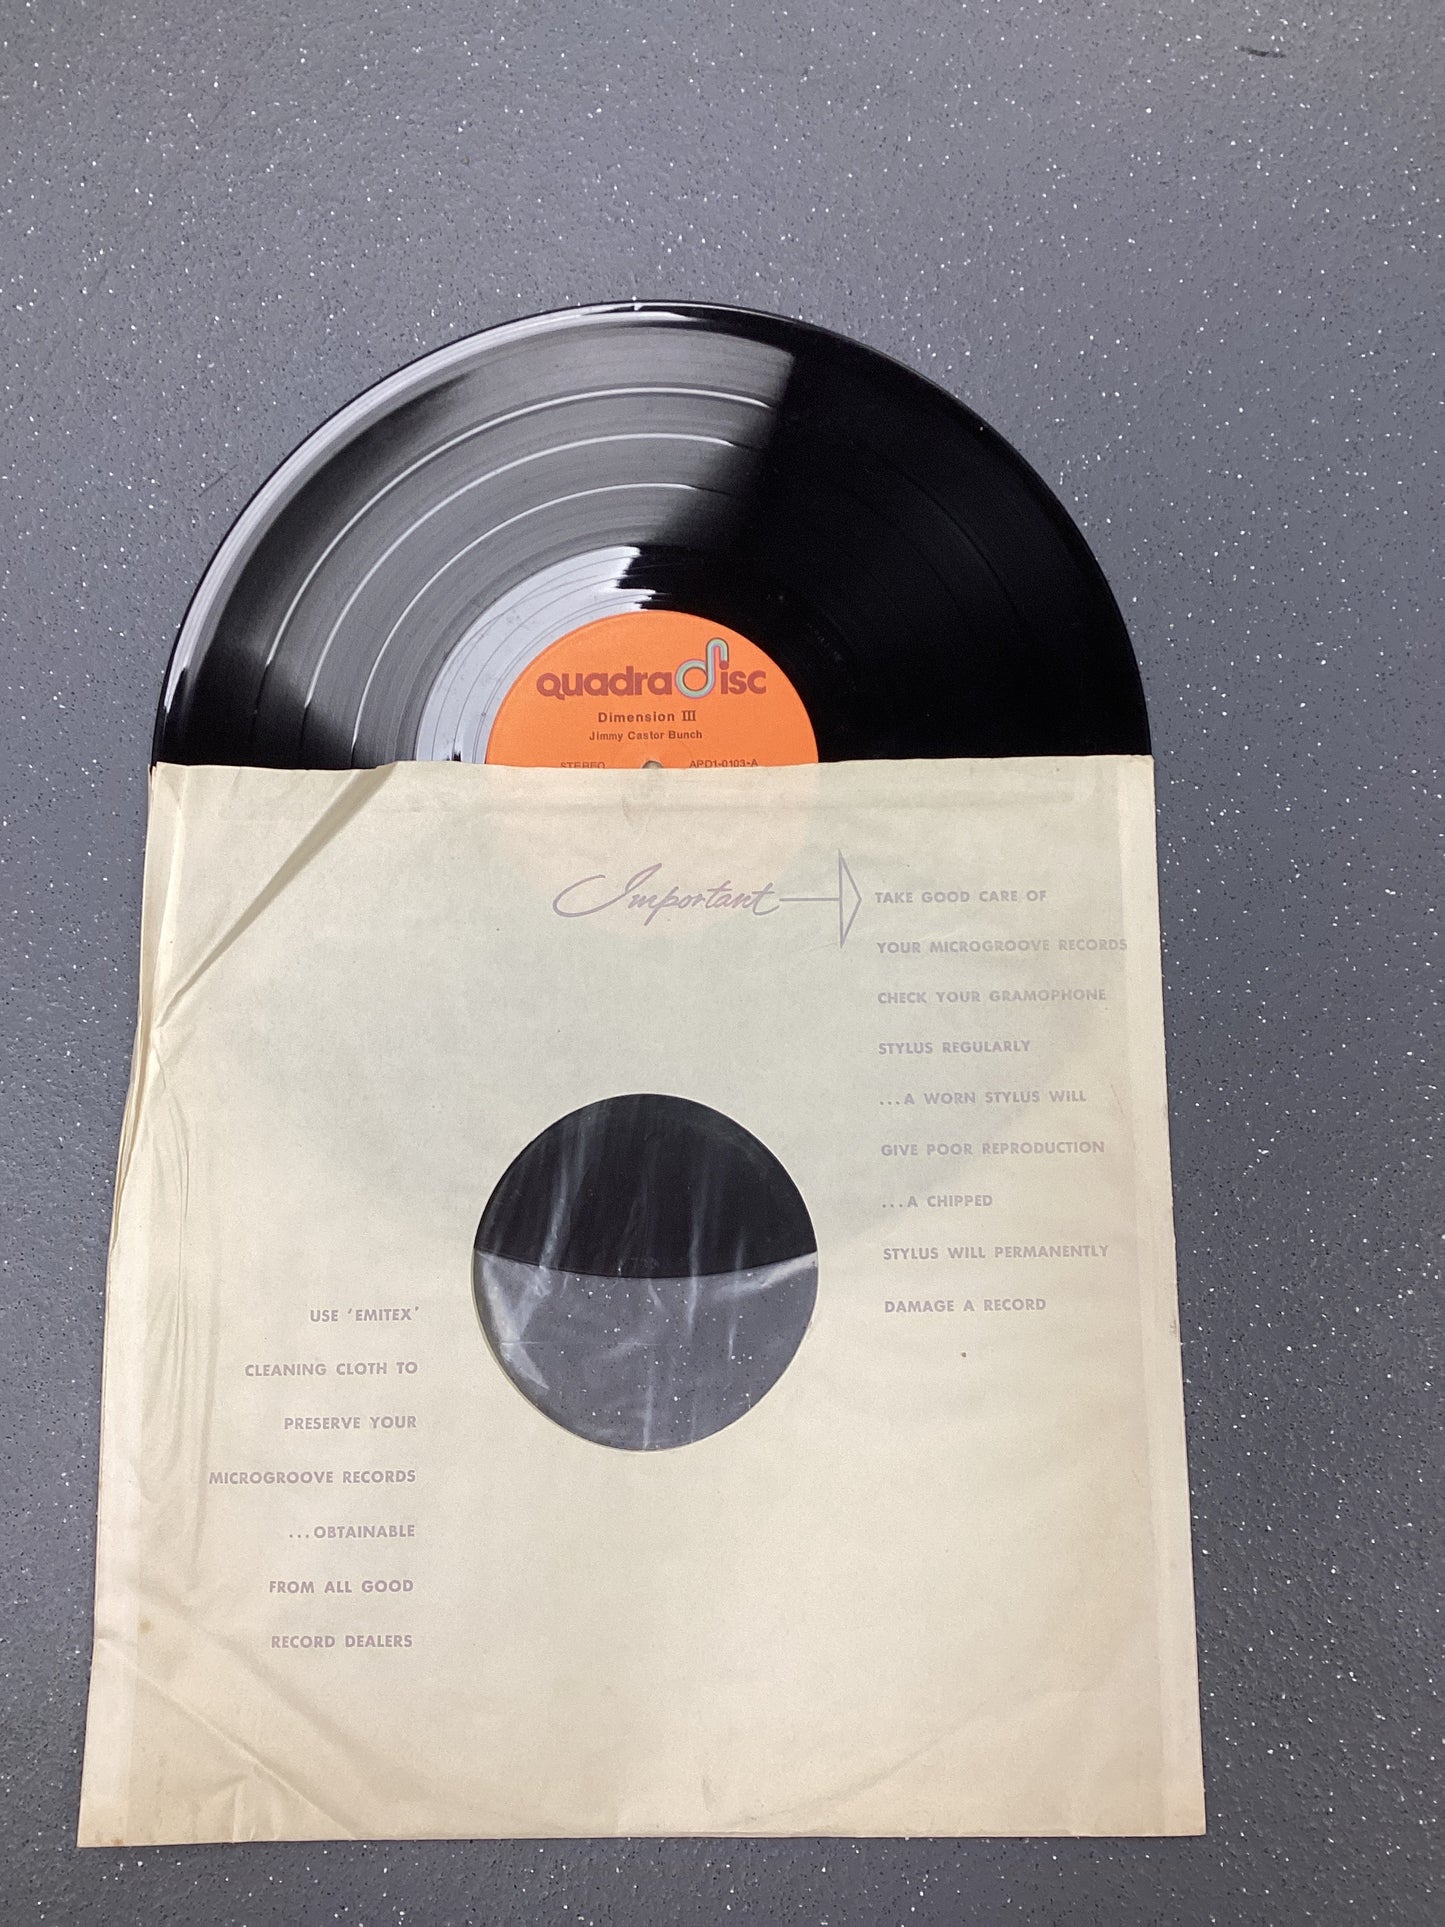 quadradisc
Dimension III
Jimmy Castor Bunch
STEREO APD1-0103-A
Important
TAKE GOOD CARE OF
YOUR MICROGROOVE RECORDS
CHECK YOUR GRAMOPHONE
STYLUS REGULARLY
...A WORN STYLUS WILL
GIVE POOR REPRODUCTION
...A CHIPPED
STYLUS WILL PERMANENTLY
DAMAGE A RECORD
USE 'EMITEX'
CLEANING CLOTH TO
PRESERVE YOUR
MICROGROOVE RECORDS
...OBTAINABLE
FROM ALL GOOD
RECORD DEALERS